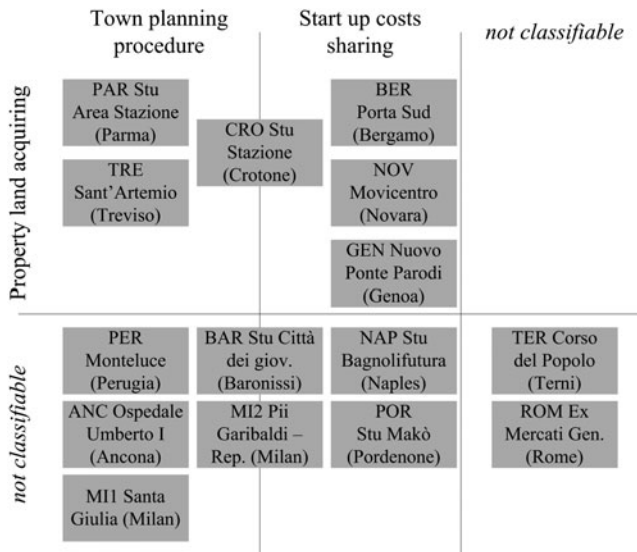 Town planning
procedure
Start up costs
sharing
not classifiable
Property land acquiring
PAR Stu
Area Stazione
(Parma)
TRE
Sant’Artemio
(Treviso)
CRO Stu
Stazione
(Crotone)
BER
Porta Sud
(Bergamo)
NOV
Movicentro
(Novara)
GEN Nuovo
Ponte Parodi
(Genoa)
not classifiable
PER
Monteluce
(Perugia)
ANC Ospedale
Umberto I
(Ancona)
MI1 Santa
Giulia (Milan)
BAR Stu Città
dei giov.
(Baronissi)
MI2 Pii
Garibaldi –
Rep. (Milan)
NAP Stu
Bagnolifutura
(Naples)
POR
Stu Makò
(Pordenone)
TER Corso
del Popolo
(Terni)
ROM Ex
Mercati Gen.
(Rome)